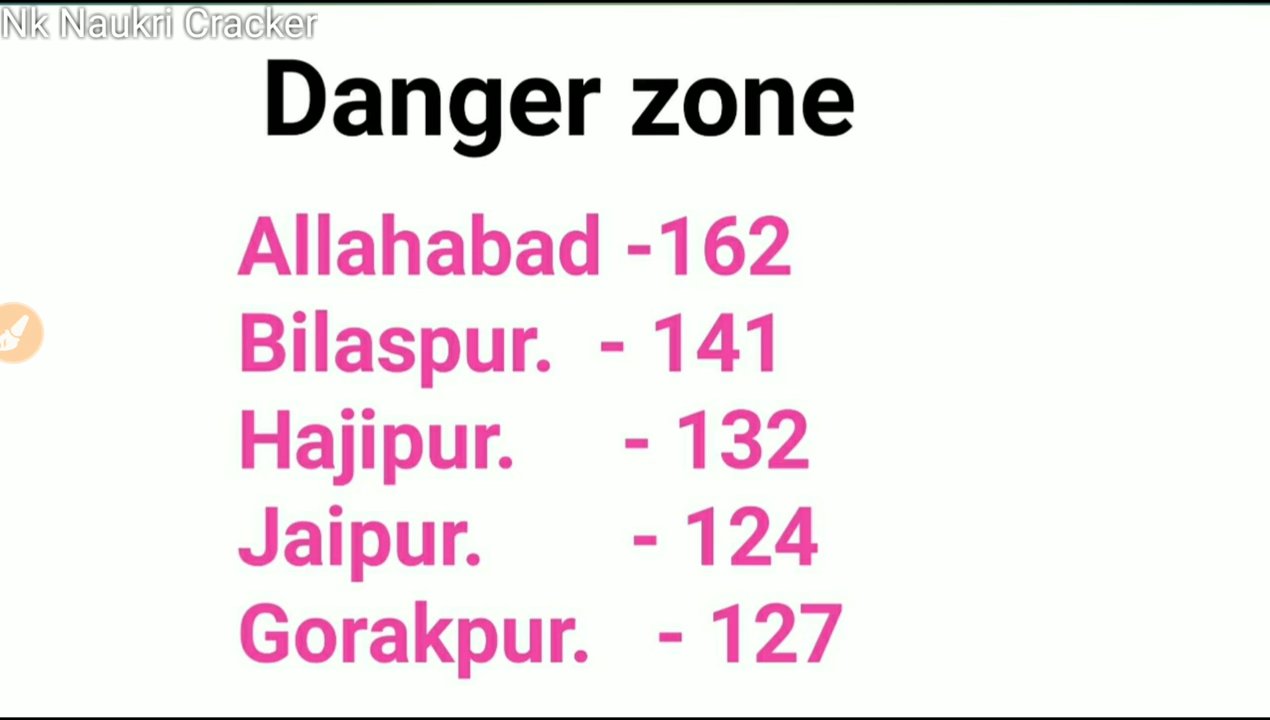 Nk Naukri Cracker
Danger zone
Allahabad -162
Bilaspur. - 141
Hajipur. - 132
Jaipur. - 124
Gorakpur. - 127